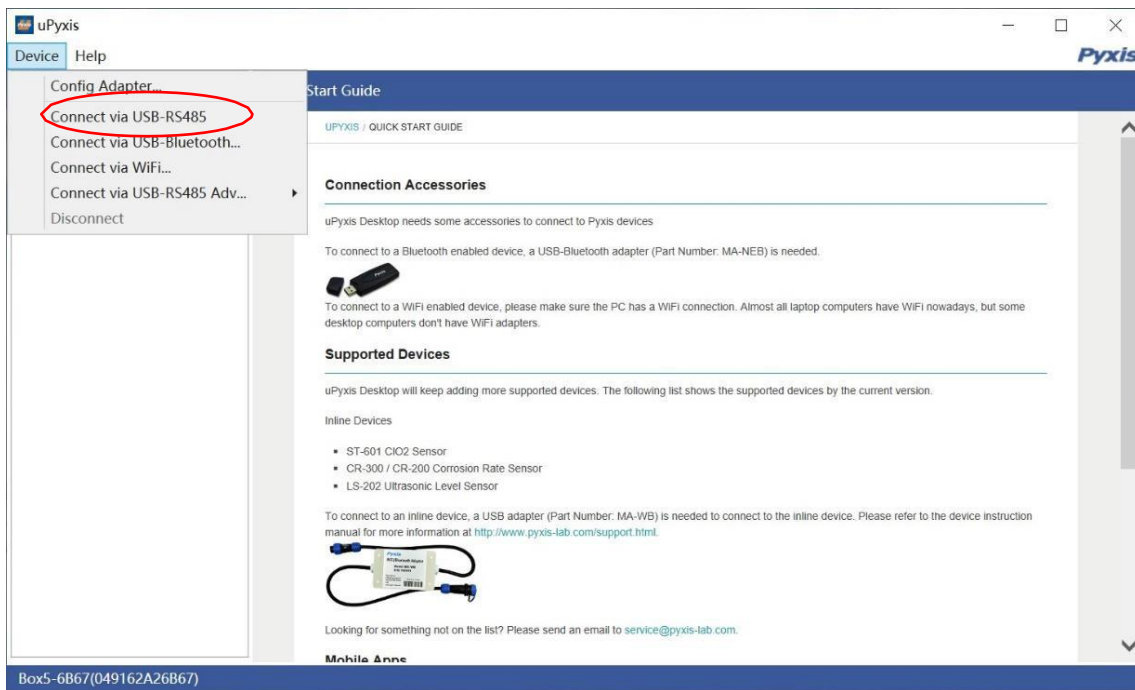 uPyxis
Device Help
Pyxis
Config Adapter...
Connect via USB-RS485
Connect via USB-Bluetooth...
Connect via WiFi...
Connect via USB-RS485 Adv...
Disconnect
Start Guide
UPYXIS / QUICK START GUIDE
Connection Accessories
uPyxis Desktop needs some accessories to connect to Pyxis devices
To connect to a Bluetooth enabled device, a USB-Bluetooth adapter (Part Number: MA-NEB) is needed.
Pyxis
To connect to a WiFi enabled device, please make sure the PC has a WiFi connection. Almost all laptop computers have WiFi nowadays, but some
desktop computers don't have WiFi adapters.
Supported Devices
uPyxis Desktop will keep adding more supported devices. The following list shows the supported devices by the current version.
Inline Devices
ST-601 ClO2 Sensor
CR-300 / CR-200 Corrosion Rate Sensor
LS-202 Ultrasonic Level Sensor
To connect to an inline device, a USB adapter (Part Number: MA-WB) is needed to connect to the inline device. Please refer to the device instruction
manual for more information at http://www.pyxis-lab.com/support.html.
Pyxis
Looking for something not on the list? Please send an email to service@pyxis-lab.com.
Mobile Apps
Box5-6B67(049162A26B67)